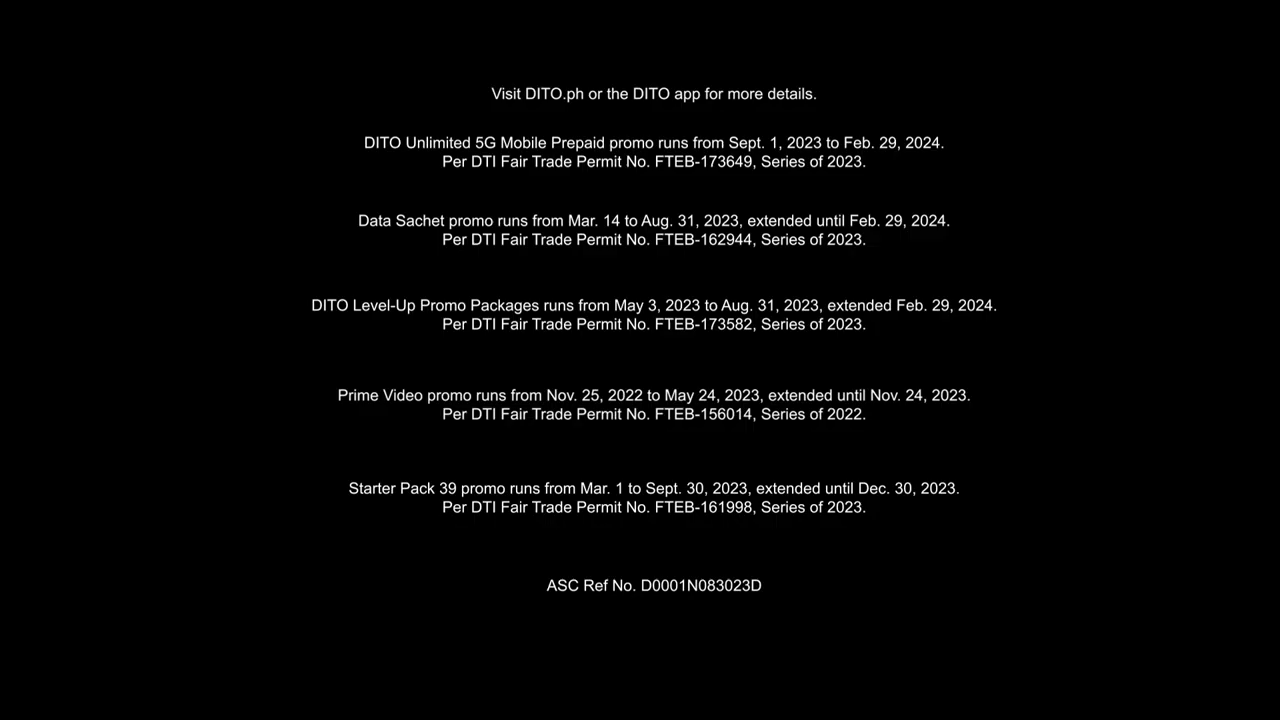 Visit DITO.ph or the DITO app for more details.
DITO Unlimited 5G Mobile Prepaid promo runs from Sept. 1, 2023 to Feb. 29, 2024.
Per DTI Fair Trade Permit No. FTEB-173649, Series of 2023.
Data Sachet promo runs from Mar. 14 to Aug. 31, 2023, extended until Feb. 29, 2024.
Per DTI Fair Trade Permit No. FTEB-162944, Series of 2023.
DITO Level-Up Promo Packages runs from May 3, 2023 to Aug. 31, 2023, extended Feb. 29, 2024.
Per DTI Fair Trade Permit No. FTEB-173582, Series of 2023.
Prime Video promo runs from Nov. 25, 2022 to May 24, 2023, extended until Nov. 24, 2023.
Per DTI Fair Trade Permit No. FTEB-156014, Series of 2022.
Starter Pack 39 promo runs from Mar. 1 to Sept. 30, 2023, extended until Dec. 30, 2023.
Per DTI Fair Trade Permit No. FTEB-161998, Series of 2023.
ASC Ref No. D0001N083023D